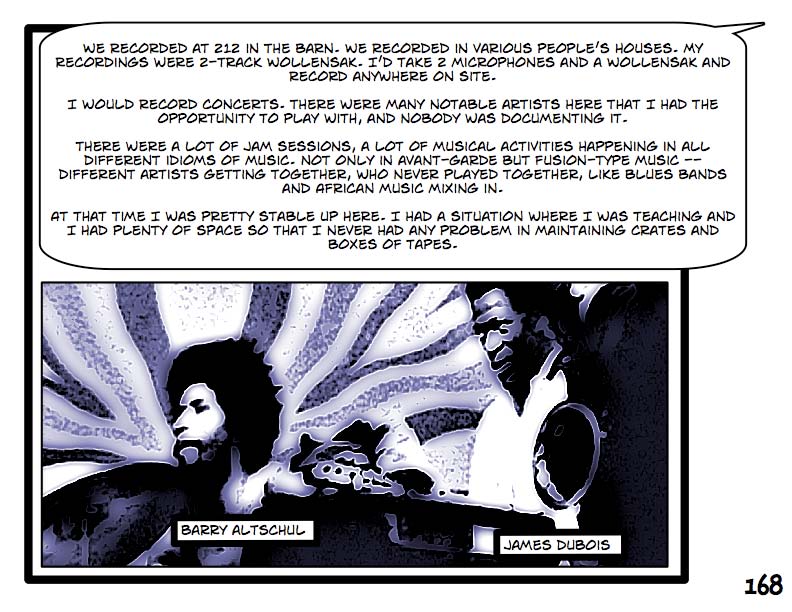 WE RECORDED AT 212 IN THE BARN. WE RECORDED IN VARIOUS PEOPLE'S HOUSES. MY
RECORDINGS WERE 2-TRACK WOLLENSAK. I'D TAKE 2 MICROPHONES AND A WOLLENSAK AND
RECORD ANYWHERE ON SITE.
I WOULD RECORD CONCERTS. THERE WERE MANY NOTABLE ARTISTS HERE THAT I HAD THE
OPPORTUNITY TO PLAY WITH, AND NOBODY WAS DOCUMENTING IT.
THERE WERE A LOT OF JAM SESSIONS, A LOT OF MUSICAL ACTIVITIES HAPPENING IN ALL
DIFFERENT IDIOMS OF MUSIC. NOT ONLY IN AVANT-GARDE BUT FUSION-TYPE MUSIC --
DIFFERENT ARTISTS GETTING TOGETHER, WHO NEVER PLAYED TOGETHER, LIKE BLUES BANDS
AND AFRICAN MUSIC MIXING IN.
AT THAT TIME I WAS PRETTY STABLE UP HERE. I HAD A SITUATION WHERE I WAS TEACHING AND
I HAD PLENTY OF SPACE SO THAT I NEVER HAD ANY PROBLEM IN MAINTAINING CRATES AND
BOXES OF TAPES.
BARRY ALTSCHUL
JAMES DUBOIS
168